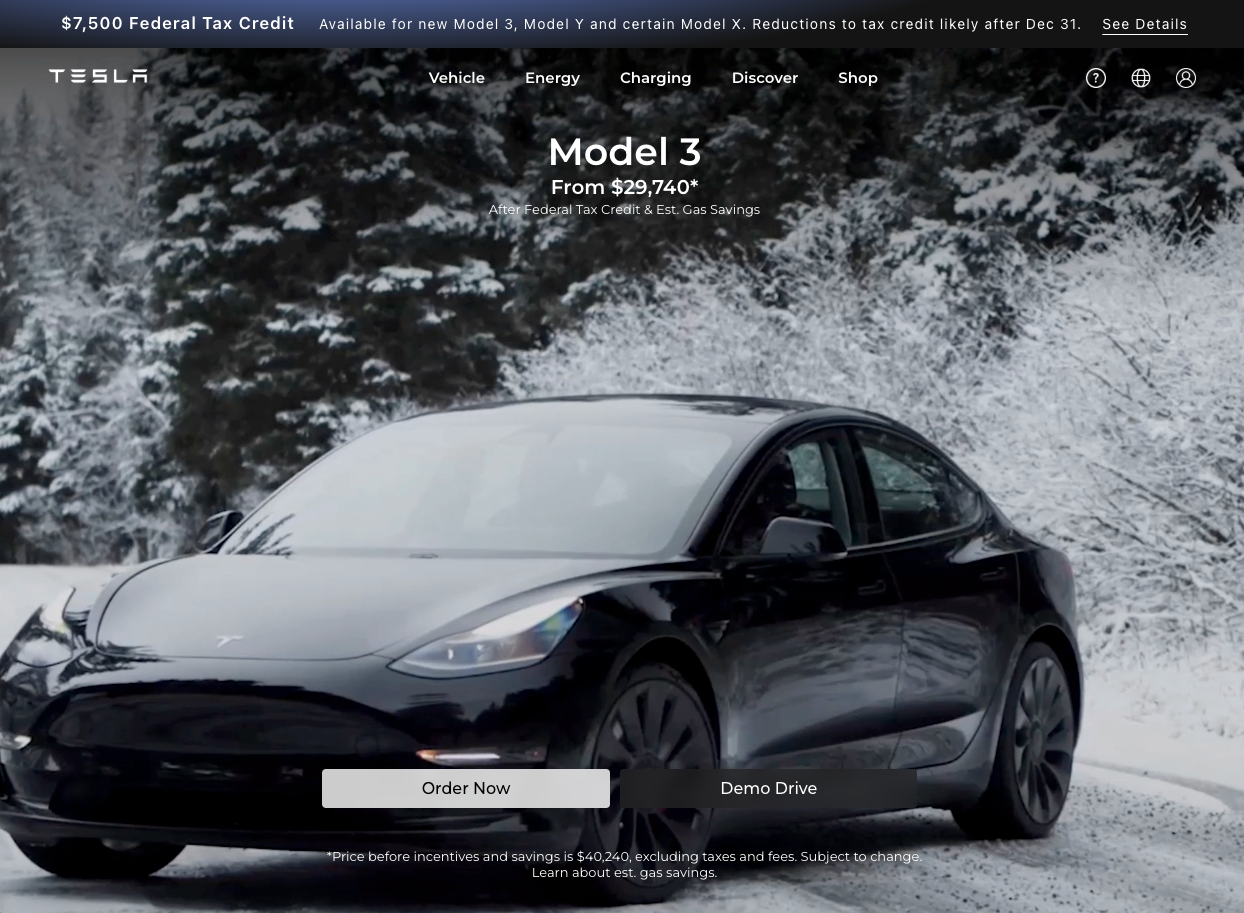 $7,500 Federal Tax Credit Available for new Model 3, Model Y and certain Model X. Reductions to tax credit likely after Dec 31. See Details
TESLA Vehicle Energy Charging Discover Shop
Model 3
From $29,740*
After Federal Tax Credit & Est. Gas Savings
Order Now Demo Drive
*Price before incentives and savings is $40,240, excluding taxes and fees. Subject to change.
Learn about est. gas savings.